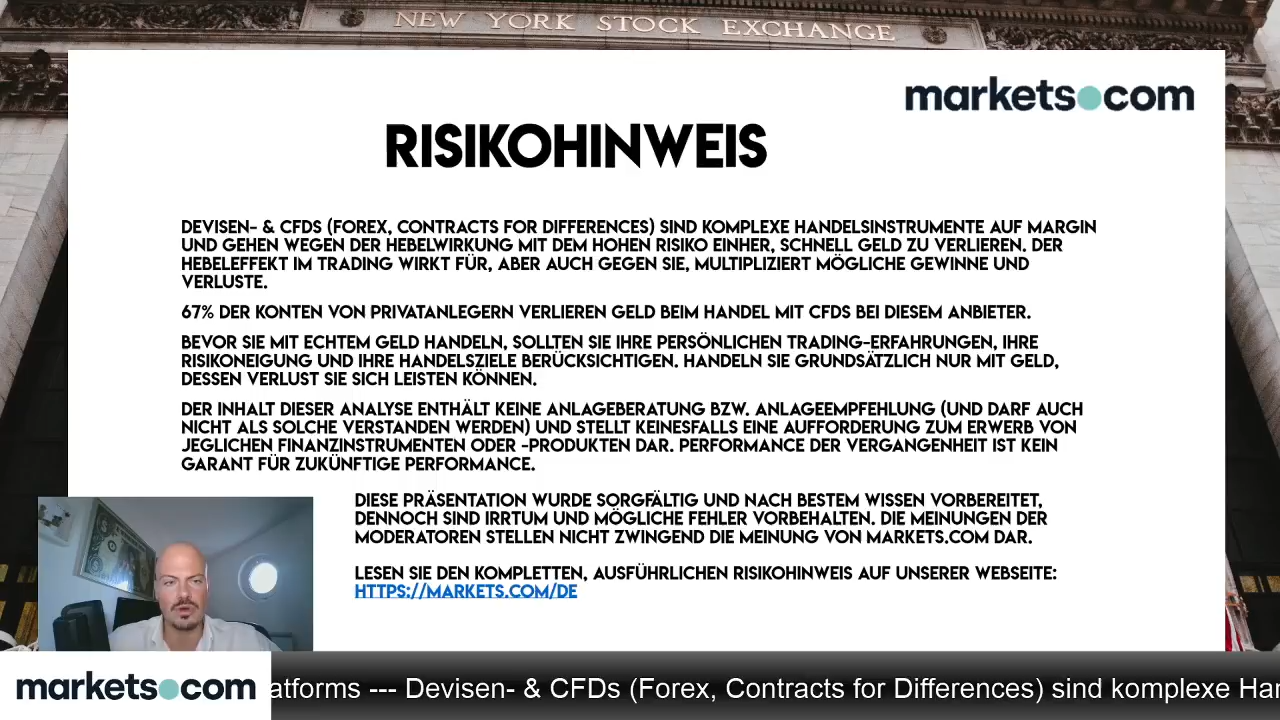 NEW YORK STOCK EXCHANGE
markets.com
RISIKOHINWEIS
DEVISEN- & CFDS (FOREX, CONTRACTS FOR DIFFERENCES) SIND KOMPLEXE HANDELSINSTRUMENTE AUF MARGIN
UND GEHEN WEGEN DER HEBELWIRKUNG MIT DEM HOHEN RISIKO EINHER, SCHNELL GELD ZU VERLIEREN. DER
HEBELEFFEKT IM TRADING WIRKT FÜR, ABER AUCH GEGEN SIE, MULTIPLIZIERT MÖGLICHE GEWINNE UND
VERLUSTE.
67% DER KONTEN VON PRIVATANLEGERN VERLIEREN GELD BEIM HANDEL MIT CFDS BEI DIESEM ANBIETER.
BEVOR SIE MIT ECHTEM GELD HANDELN, SOLLTEN SIE IHRE PERSÖNLICHEN TRADING-ERFAHRUNGEN, IHRE
RISIKONEIGUNG UND IHRE HANDELSZIELE BERÜCKSICHTIGEN. HANDELN SIE GRUNDSÄTZLICH NUR MIT GELD,
DESSEN VERLUST SIE SICH LEISTEN KÖNNEN.
DER INHALT DIESER ANALYSE ENTHÄLT KEINE ANLAGEBERATUNG BZW. ANLAGEEMPFEHLUNG (UND DARF AUCH
NICHT ALS SOLCHE VERSTANDEN WERDEN) UND STELLT KEINESFALLS EINE AUFFORDERUNG ZUM ERWERB VON
JEGLICHEN FINANZINSTRUMENTEN ODER -PRODUKTEN DAR. PERFORMANCE DER VERGANGENHEIT IST KEIN
GARANT FÜR ZUKÜNFTIGE PERFORMANCE.
DIESE PRÄSENTATION WURDE SORGFÄLTIG UND NACH BESTEM WISSEN VORBEREITET,
DENNOCH SIND IRRTUM UND MÖGLICHE FEHLER VORBEHALTEN. DIE MEINUNGEN DER
MODERATOREN STELLEN NICHT ZWINGEND DIE MEINUNG VON MARKETS.COM DAR.
LESEN SIE DEN KOMPLETTEN, AUSFÜHRLICHEN RISIKOHINWEIS AUF UNSERER WEBSEITE:
HTTPS://MARKETS.COM/DE
markets.com
atforms --- Devisen- & CFDs (Forex, Contracts for Differences) sind komplexe Har